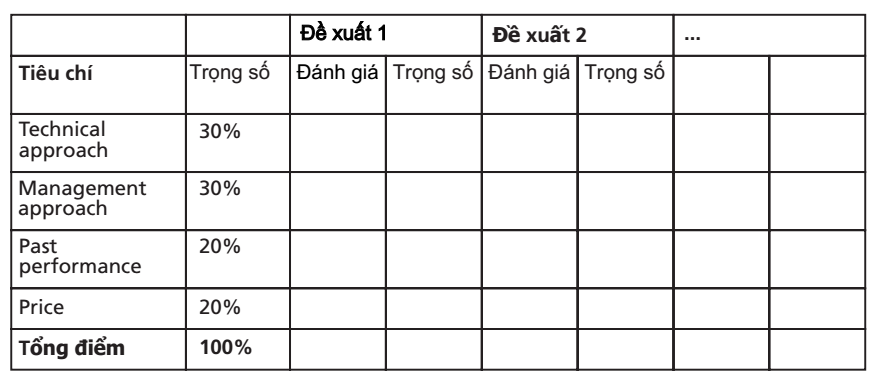 Đề xuất 1 Đề xuất 2 ...
Tiêu chí Trọng số Đánh giá Trọng số Đánh giá Trọng số
Technical
approach 30%
Management
approach 30%
Past
performance 20%
Price 20%
Tổng điểm 100%